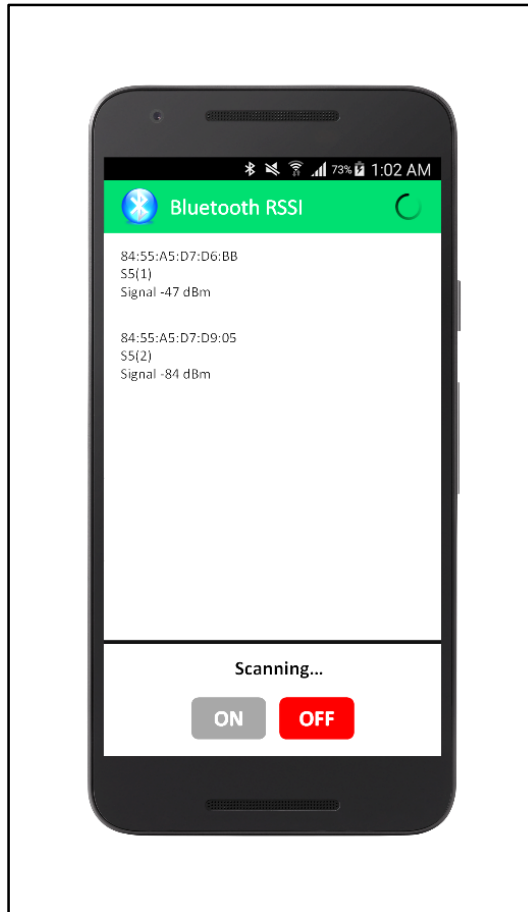 73% 1:02 AM
Bluetooth RSSI
84:55:A5:D7:D6:BB
S5(1)
Signal -47 dBm
84:55:A5:D7:D9:05
S5(2)
Signal -84 dBm
Scanning...
ON OFF